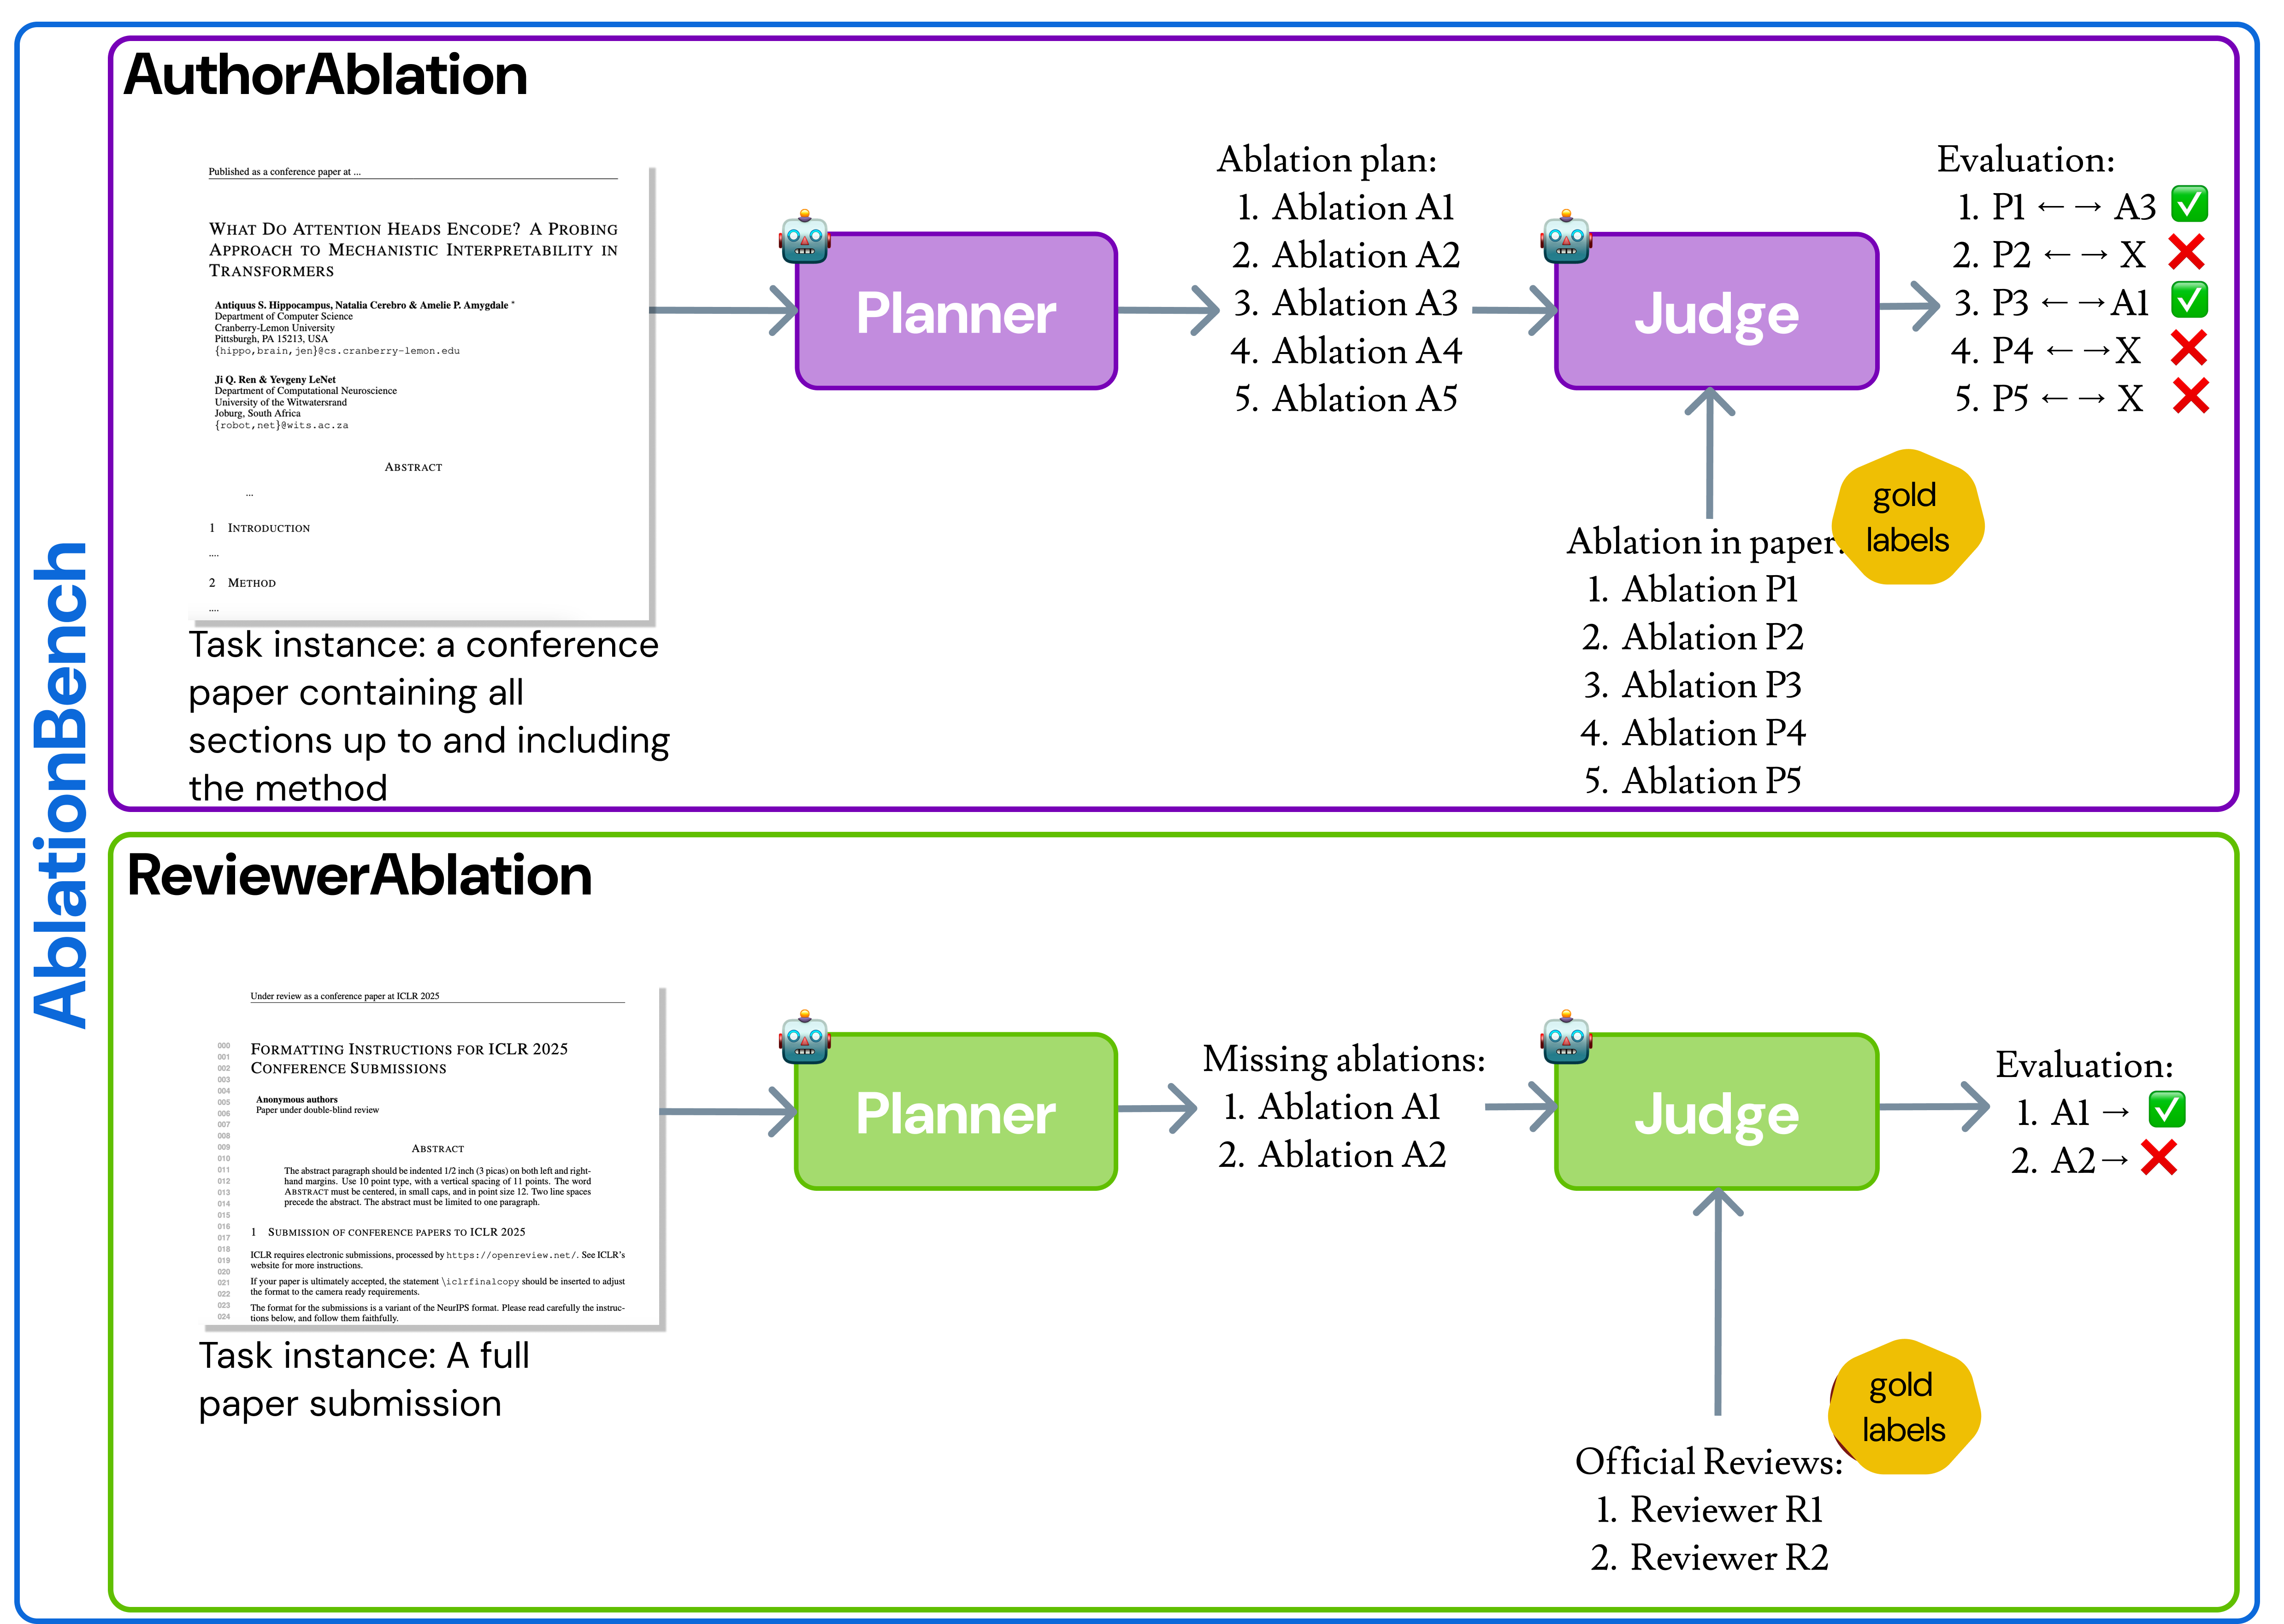 AblationBench
AuthorAblation
Published as a conference paper at ...
WHAT DO ATTENTION HEADS ENCODE? A PROBING
APPROACH TO MECHANISTIC INTERPRETABILITY IN
TRANSFORMERS
Antiquus S. Hippocampus, Natalia Cerebro & Amelie P. Amygdale *
Department of Computer Science
Cranberry-Lemon University
Pittsburgh, PA 15213, USA
{hippo,brain,jen}@cs.cranberry-lemon.edu
Ji Q. Ren & Yevgeny LeNet
Department of Computational Neuroscience
University of the Witwatersrand
Joburg, South Africa
{robot,net}@wits.ac.za
ABSTRACT
...
1 INTRODUCTION
....
2 METHOD
....
Task instance: a conference
paper containing all
sections up to and including
the method
Planner
Ablation plan:
1. Ablation A1
2. Ablation A2
3. Ablation A3
4. Ablation A4
5. Ablation A5
Judge
Ablation in paper:
1. Ablation P1
2. Ablation P2
3. Ablation P3
4. Ablation P4
5. Ablation P5
gold
labels
Evaluation:
1. P1 ←→ A3 ✅
2. P2 ←→ X ❌
3. P3 ←→ A1 ✅
4. P4 ←→ X ❌
5. P5 ←→ X ❌
ReviewerAblation
Under review as a conference paper at ICLR 2025
000
001
002
003
004
005
006
007
008
009
010
011
012
013
014
015
016
017
018
019
020
021
022
023
024
FORMATTING INSTRUCTIONS FOR ICLR 2025
CONFERENCE SUBMISSIONS
Anonymous authors
Paper under double-blind review
ABSTRACT
The abstract paragraph should be indented 1/2 inch (3 picas) on both left and right-
hand margins. Use 10 point type, with a vertical spacing of 11 points. The word
ABSTRACT must be centered, in small caps, and in point size 12. Two line spaces
precede the abstract. The abstract must be limited to one paragraph.
1 SUBMISSION OF CONFERENCE PAPERS TO ICLR 2025
ICLR requires electronic submissions, processed by https://openreview.net/. See ICLR's
website for more instructions.
If your paper is ultimately accepted, the statement \iclrfinalcopy should be inserted to adjust
the format to the camera ready requirements.
The format for the submissions is a variant of the NeurIPS format. Please read carefully the instruc-
tions below, and follow them faithfully.
Task instance: A full
paper submission
Planner
Missing ablations:
1. Ablation A1
2. Ablation A2
Judge
Official Reviews:
1. Reviewer R1
2. Reviewer R2
gold
labels
Evaluation:
1. A1 → ✅
2. A2 → ❌